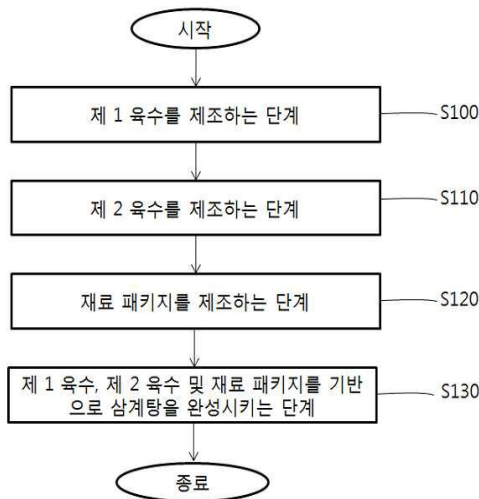 시작
제 1 육수를 제조하는 단계
S100
제 2 육수를 제조하는 단계
S110
재료 패키지를 제조하는 단계
S120
제 1 육수, 제 2 육수 및 재료 패키지를 기반
으로 삼계탕을 완성시키는 단계
S130
종료